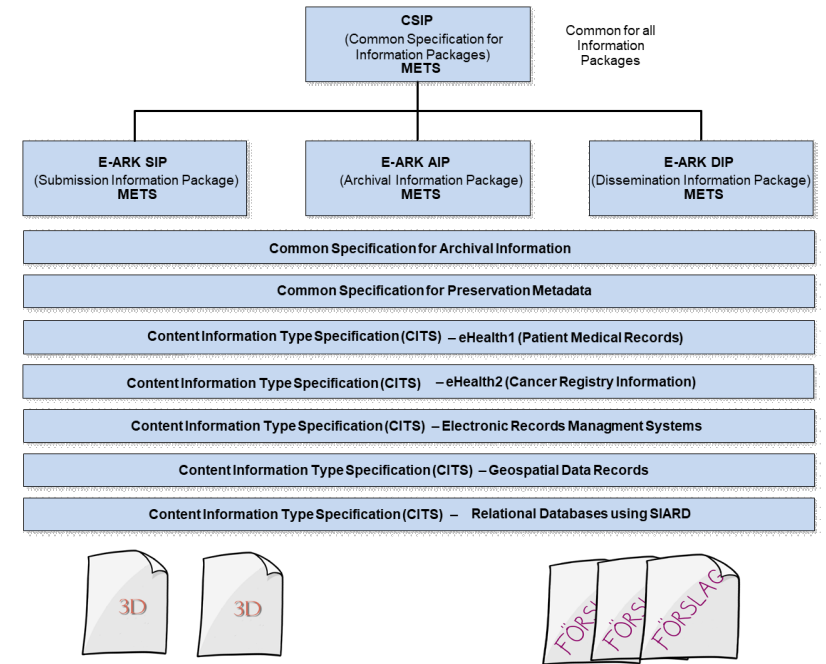 CSIP
(Common Specification for
Information Packages)
METS
Common for all
Information
Packages
E-ARK SIP
(Submission Information Package)
METS
E-ARK AIP
(Archival Information Package)
METS
E-ARK DIP
(Dissemination Information Package)
METS
Common Specification for Archival Information
Common Specification for Preservation Metadata
Content Information Type Specification (CITS) – eHealth1 (Patient Medical Records)
Content Information Type Specification (CITS) – eHealth2 (Cancer Registry Information)
Content Information Type Specification (CITS) – Electronic Records Managment Systems
Content Information Type Specification (CITS) – Geospatial Data Records
Content Information Type Specification (CITS) – Relational Databases using SIARD
3D
3D
FÖRSL
FÖRSL
FÖRSLAG